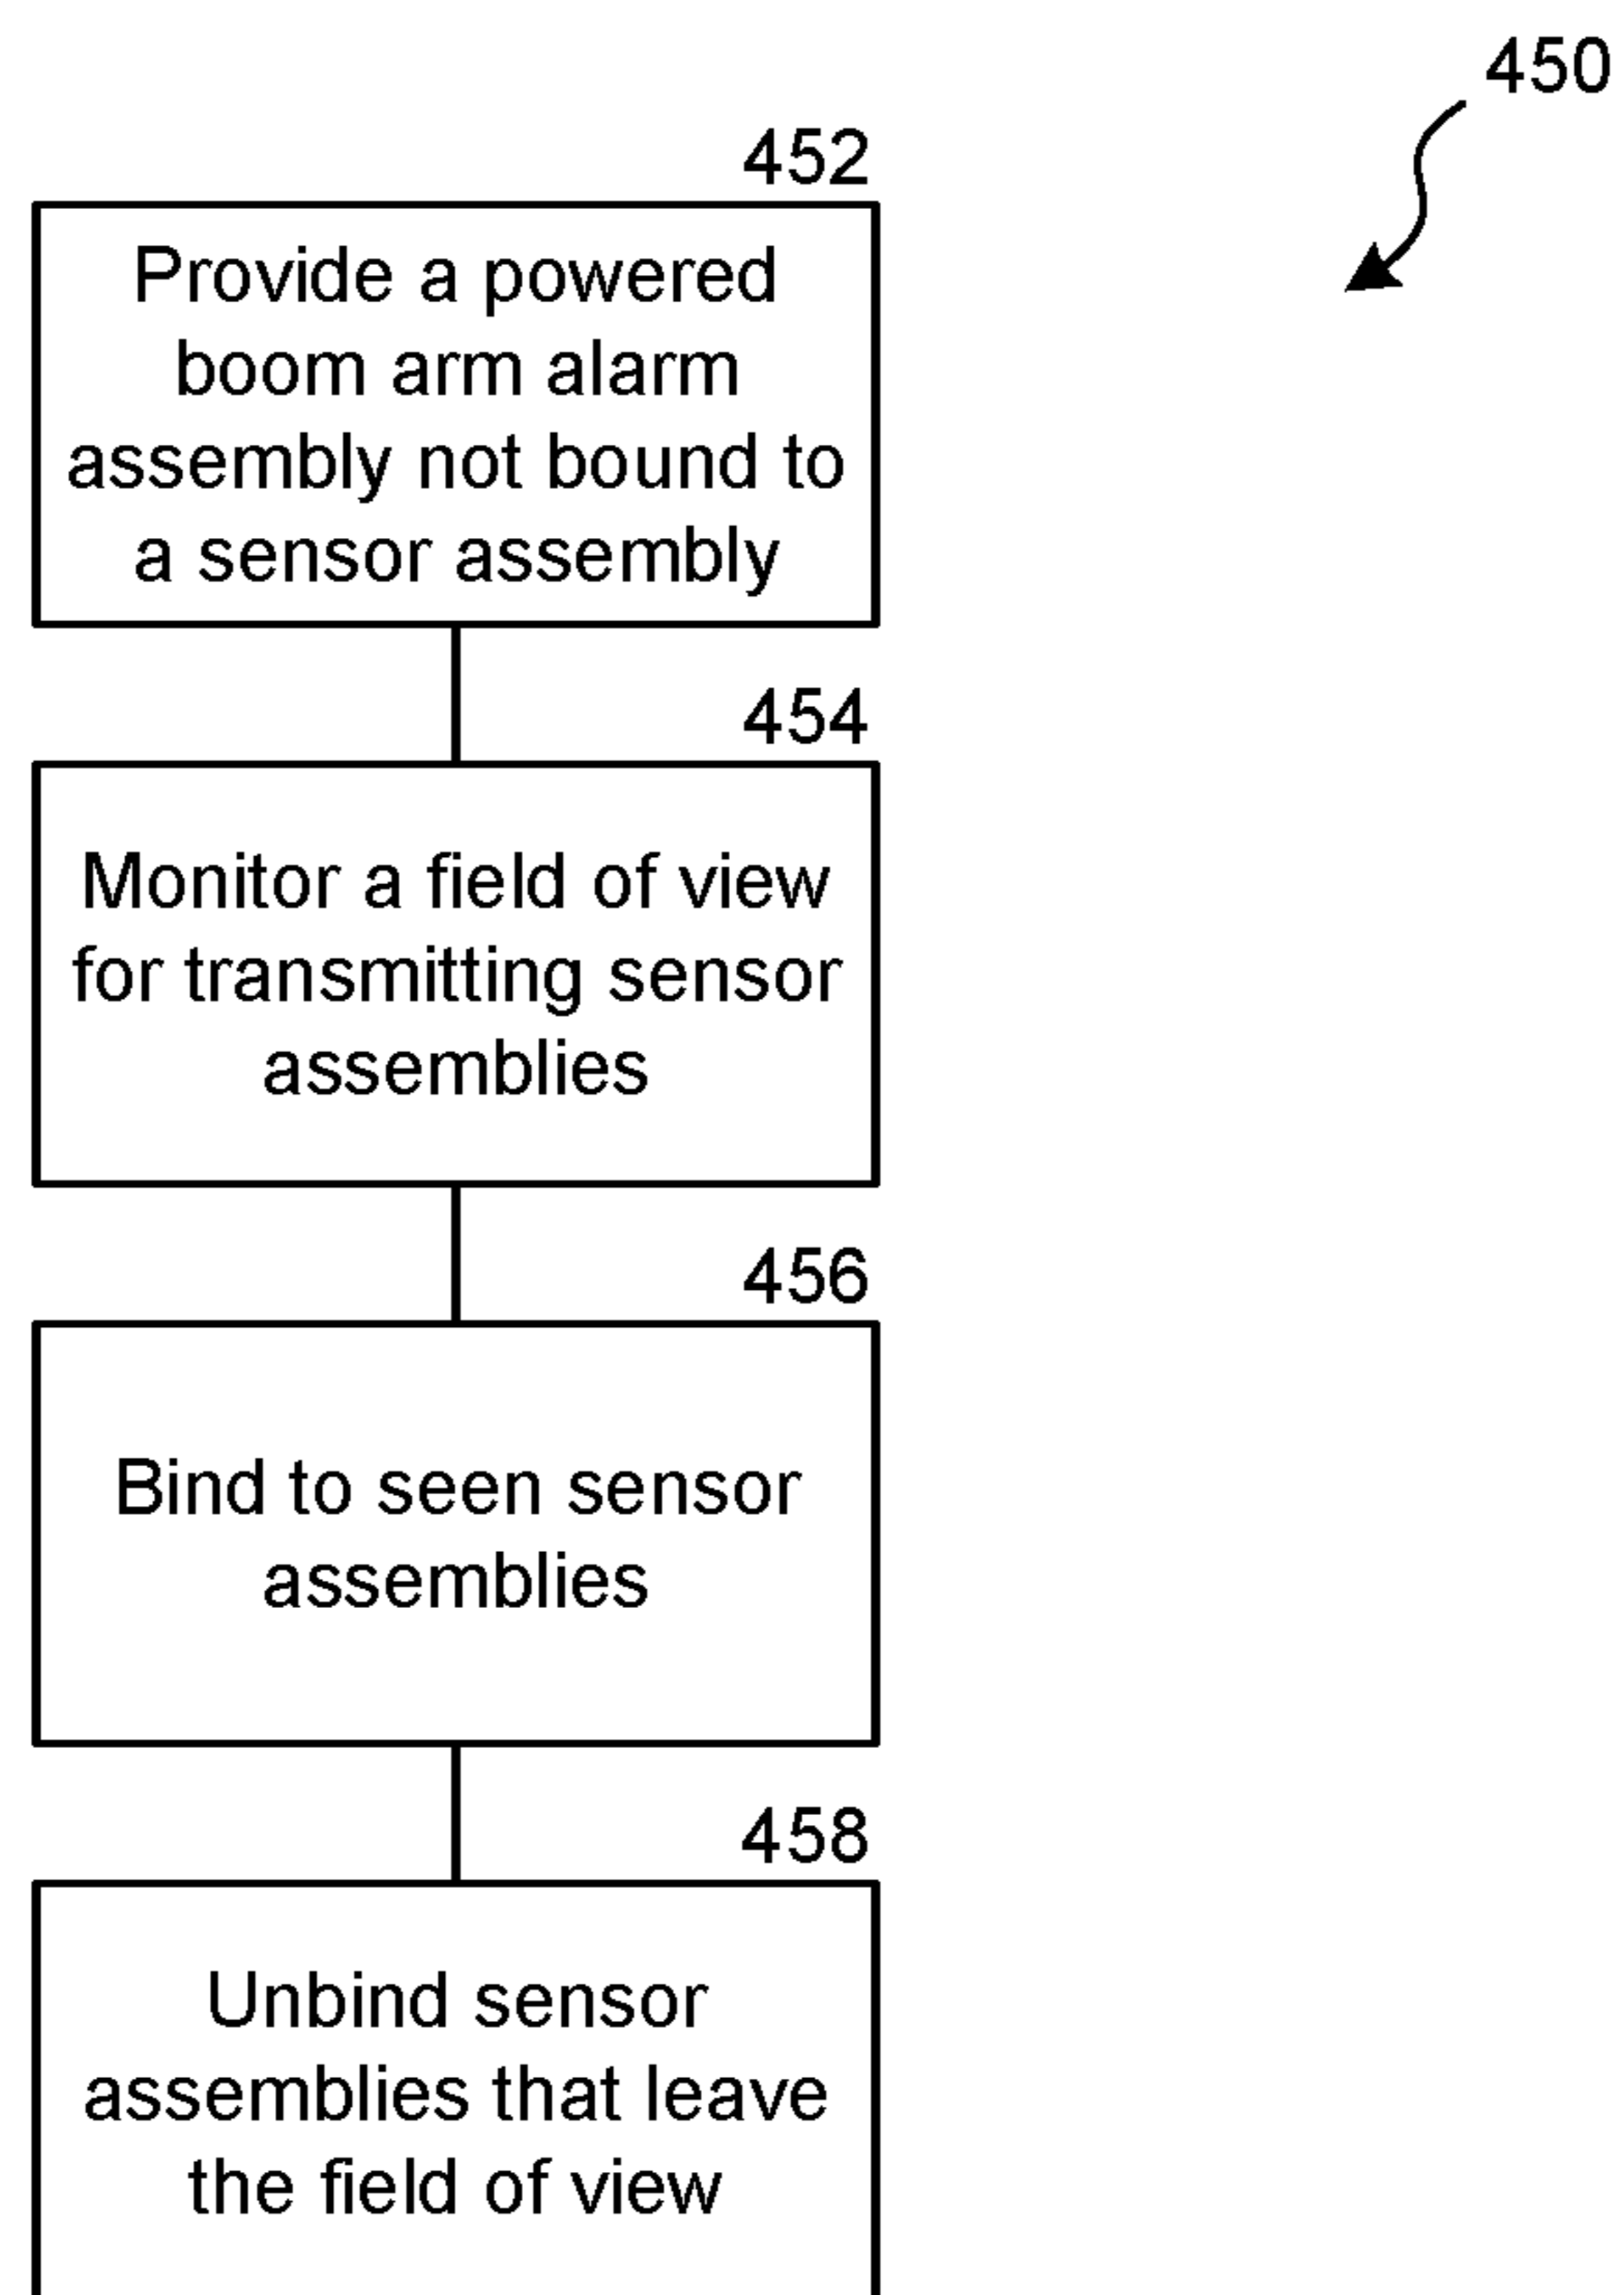 450
452
Provide a powered
boom arm alarm
assembly not bound to
a sensor assembly
454
Monitor a field of view
for transmitting sensor
assemblies
456
Bind to seen sensor
assemblies
458
Unbind sensor
assemblies that leave
the field of view